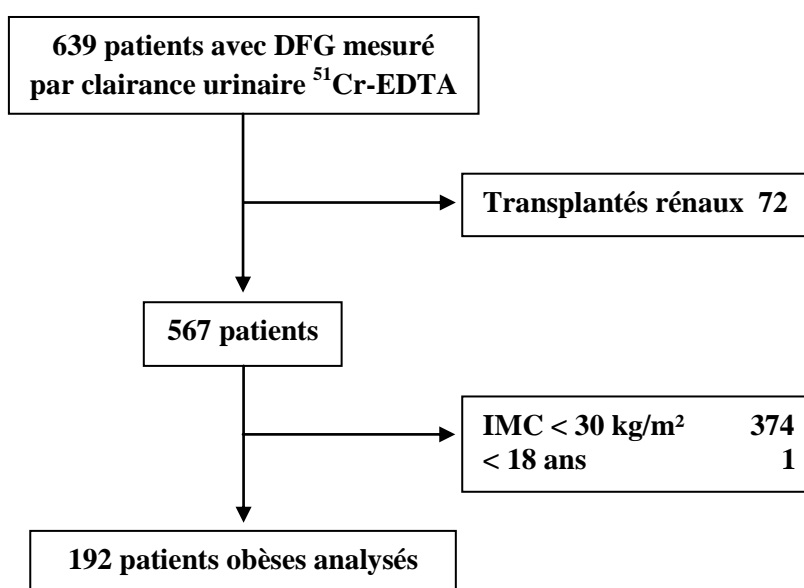 639 patients avec DFG mesuré
par clairance urinaire ⁵¹Cr-EDTA
Transplantés rénaux 72
567 patients
IMC < 30 kg/m² 374
< 18 ans 1
192 patients obèses analysés